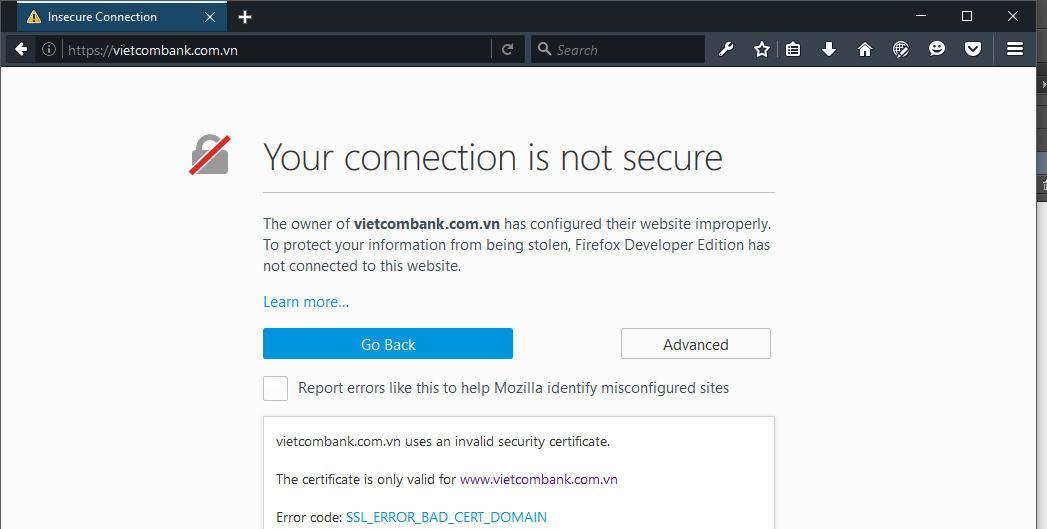 Insecure Connection
https://vietcombank.com.vn
Search
Your connection is not secure
The owner of vietcombank.com.vn has configured their website improperly.
To protect your information from being stolen, Firefox Developer Edition has
not connected to this website.
Learn more...
Go Back
Advanced
Report errors like this to help Mozilla identify misconfigured sites
vietcombank.com.vn uses an invalid security certificate.
The certificate is only valid for www.vietcombank.com.vn
Error code: SSL_ERROR_BAD_CERT_DOMAIN